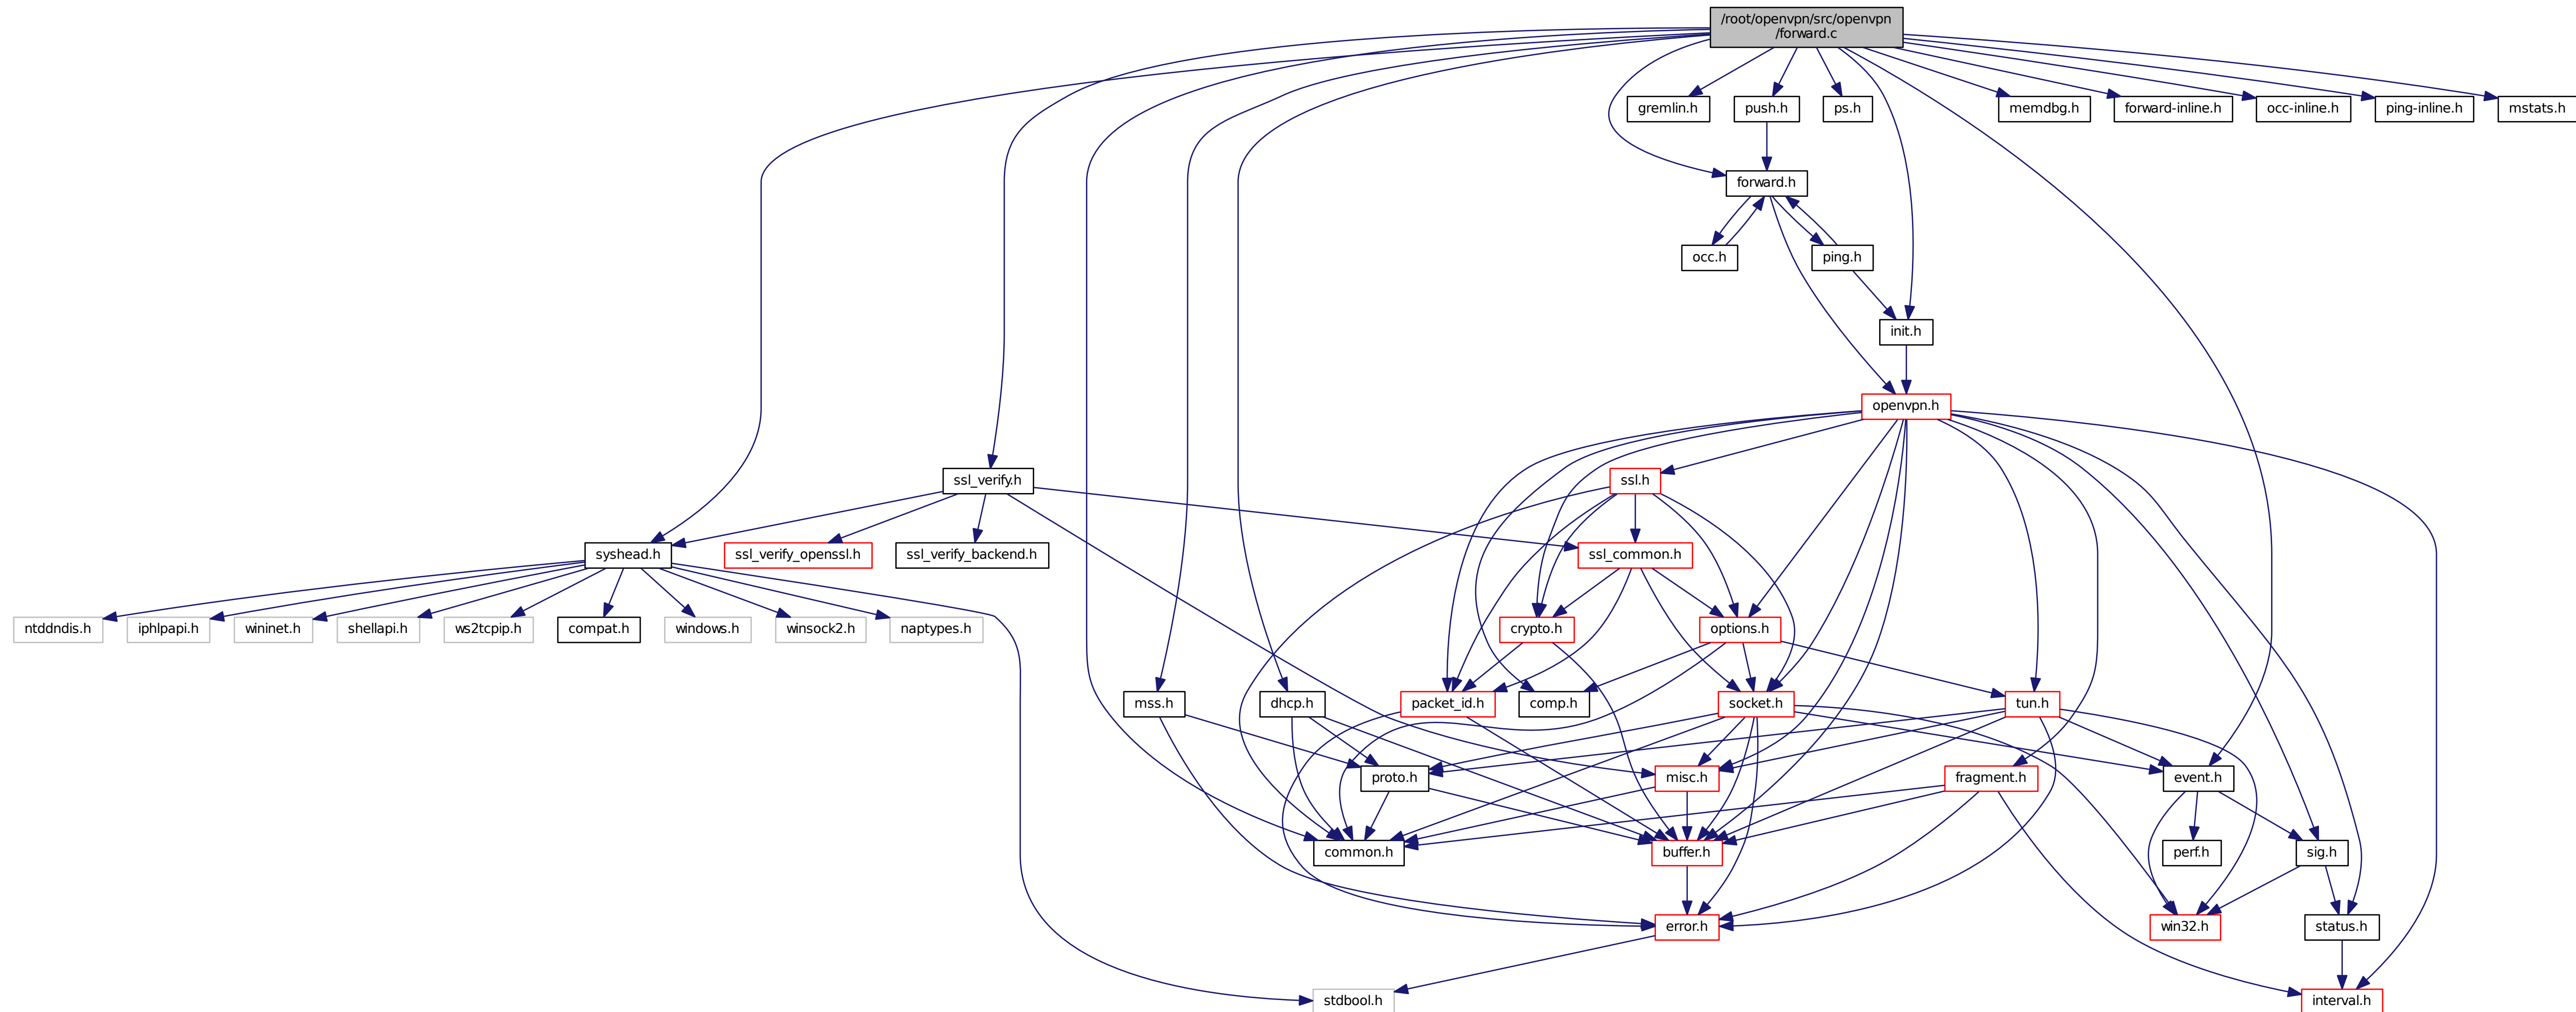 /root/openvpn/src/openvpn
/forward.c
gremlin.h
push.h
ps.h
memdbg.h
forward-inline.h
occ-inline.h
ping-inline.h
mstats.h
forward.h
occ.h
ping.h
init.h
openvpn.h
ssl_verify.h
ssl.h
syshead.h
ssl_verify_openssl.h
ssl_verify_backend.h
ssl_common.h
ntddndis.h
iphlpapi.h
wininet.h
shellapi.h
ws2tcpip.h
compat.h
windows.h
winsock2.h
naptypes.h
crypto.h
options.h
mss.h
dhcp.h
packet_id.h
comp.h
socket.h
tun.h
proto.h
misc.h
fragment.h
event.h
common.h
buffer.h
perf.h
sig.h
error.h
win32.h
status.h
stdbool.h
interval.h